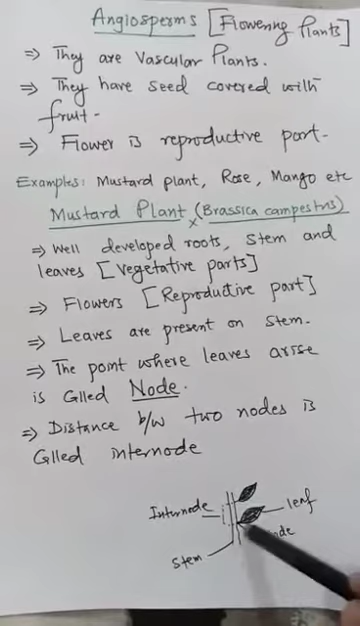 Angiosperms [Flowering Plants]
⇒ They are Vascular Plants.
⇒ They have seed covered with
fruit.
⇒ Flower is reproductive part.
Examples: Mustard plant, Rose, Mango etc
Mustard Plant (Brassica campestris)
⇒ Well developed roots, stem and
leaves [Vegetative parts]
⇒ Flowers [Reproductive part]
⇒ Leaves are present on stem.
⇒ The point where leaves arise
is Called Node.
⇒ Distance b/w two nodes is
Called internode
Internode
leaf
Stem